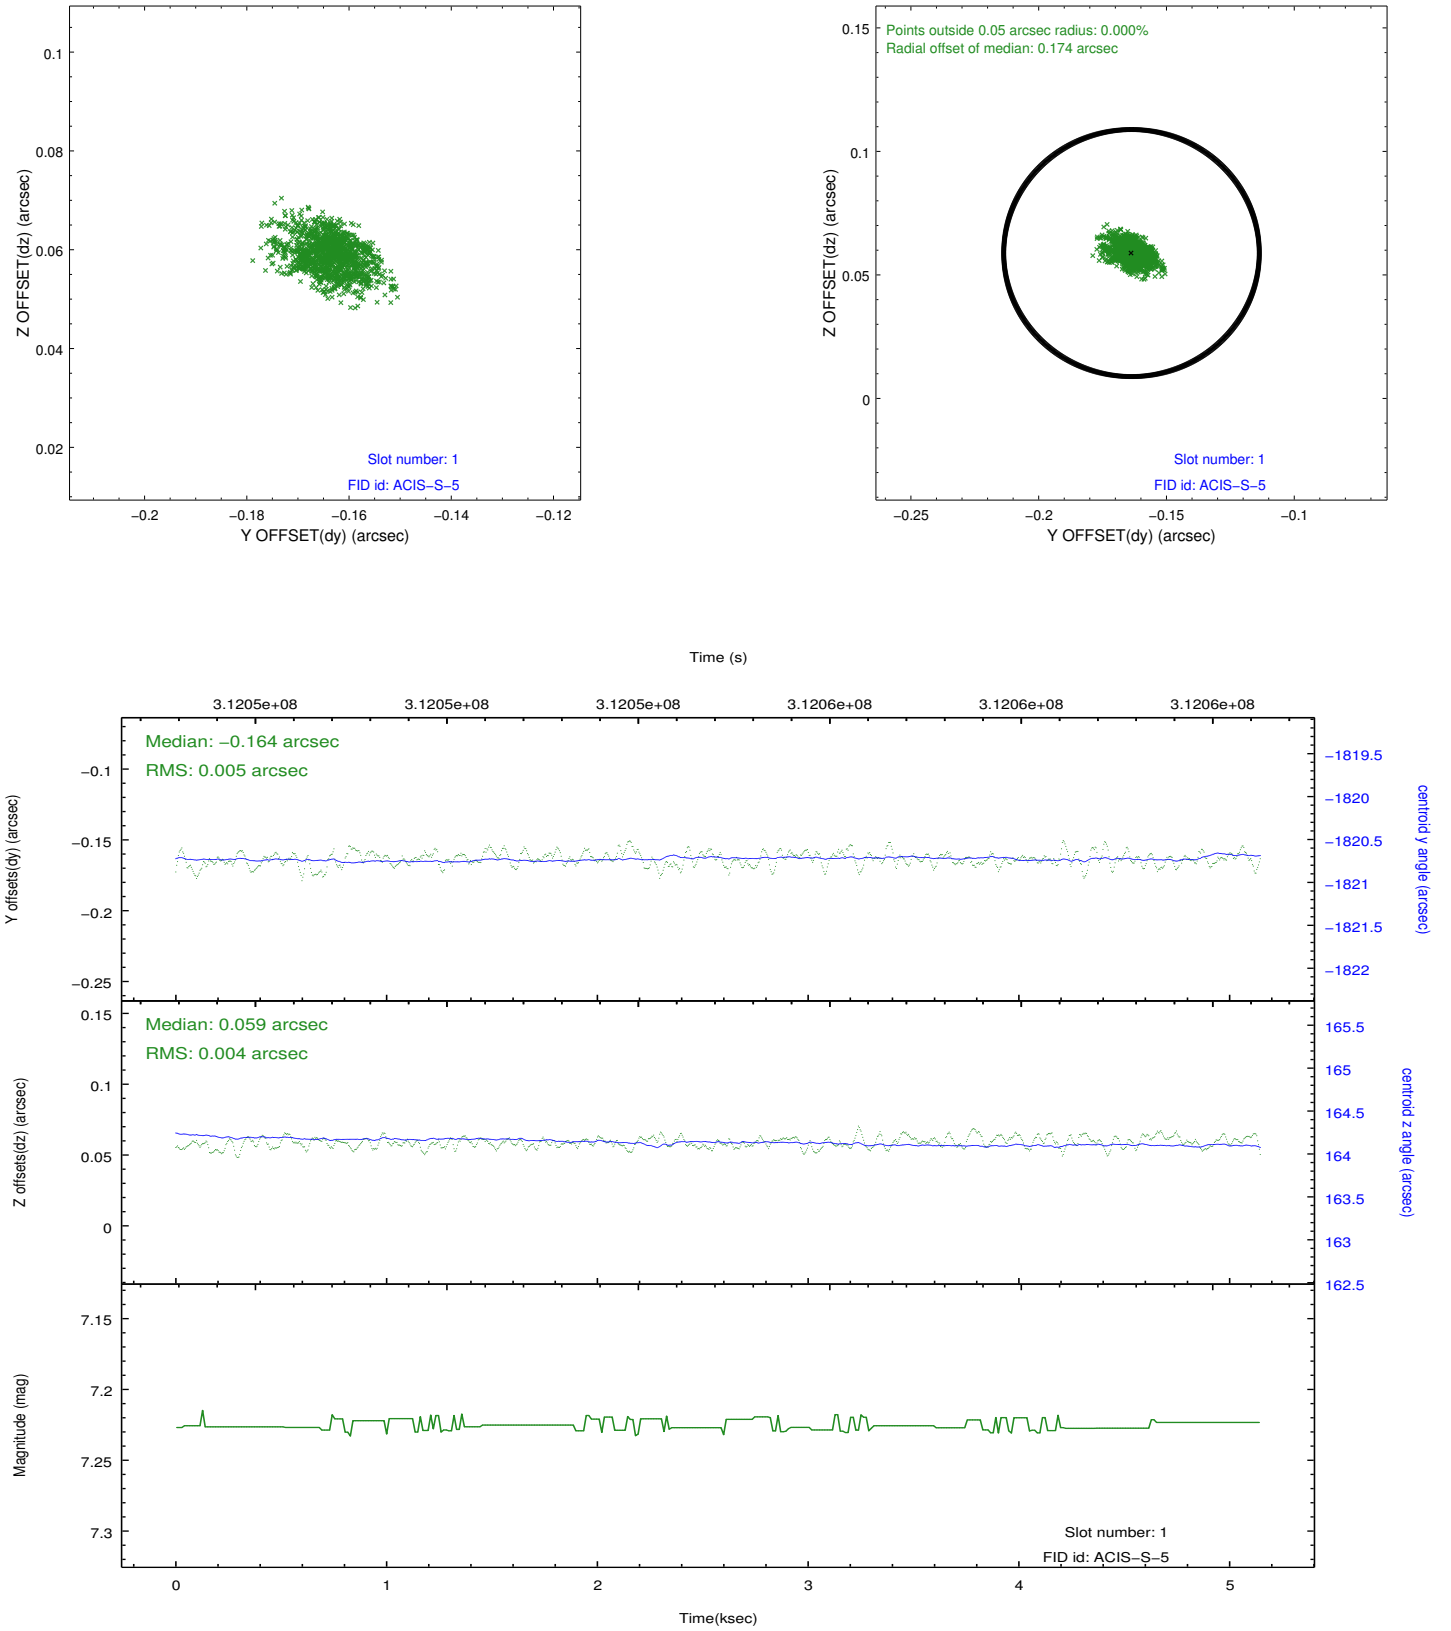 0.1
0.08
0.06
0.04
0.02
Z OFFSET(dz) (arcsec)
Slot number: 1
FID id: ACIS−S−5
−0.2 −0.18 −0.16 −0.14 −0.12
Y OFFSET(dy) (arcsec)
Points outside 0.05 arcsec radius: 0.000%
Radial offset of median: 0.174 arcsec
0.15
0.1
0.05
0
Z OFFSET(dz) (arcsec)
Slot number: 1
FID id: ACIS−S−5
−0.25 −0.2 −0.15 −0.1
Y OFFSET(dy) (arcsec)
Time (s)
3.1205e+08 3.1205e+08 3.1205e+08 3.1206e+08 3.1206e+08 3.1206e+08
Median: −0.164 arcsec
RMS: 0.005 arcsec
−0.1
−0.15
−0.2
−0.25
Y offsets(dy) (arcsec)
−1819.5
−1820
−1820.5
−1821
−1821.5
−1822
centroid y angle (arcsec)
Median: 0.059 arcsec
RMS: 0.004 arcsec
0.15
0.1
0.05
0
Z offsets(dz) (arcsec)
165.5
165
164.5
164
163.5
163
162.5
centroid z angle (arcsec)
7.15
7.2
7.25
7.3
Magnitude (mag)
Slot number: 1
FID id: ACIS−S−5
0 1 2 3 4 5
Time(ksec)